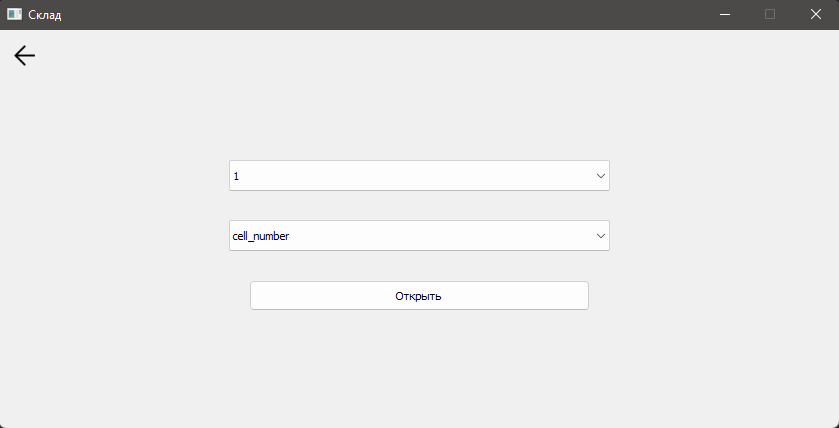 Склад
1
cell_number
Открыть